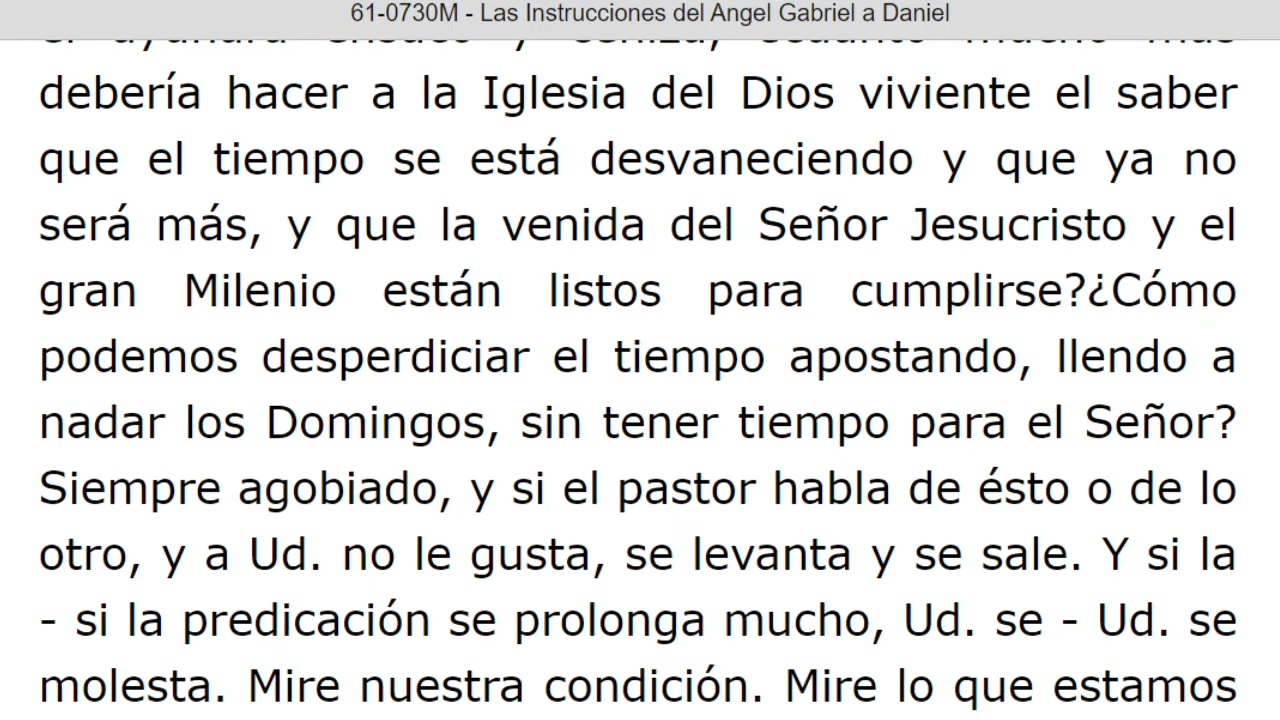 61-0730M - Las Instrucciones del Angel Gabriel a Daniel
debería hacer a la Iglesia del Dios viviente el saber
que el tiempo se está desvaneciendo y que ya no
será más, y que la venida del Señor Jesucristo y el
gran Milenio están listos para cumplirse?¿Cómo
podemos desperdiciar el tiempo apostando, llendo a
nadar los Domingos, sin tener tiempo para el Señor?
Siempre agobiado, y si el pastor habla de ésto o de lo
otro, y a Ud. no le gusta, se levanta y se sale. Y si la
- si la predicación se prolonga mucho, Ud. se - Ud. se
molesta. Mire nuestra condición. Mire lo que estamos